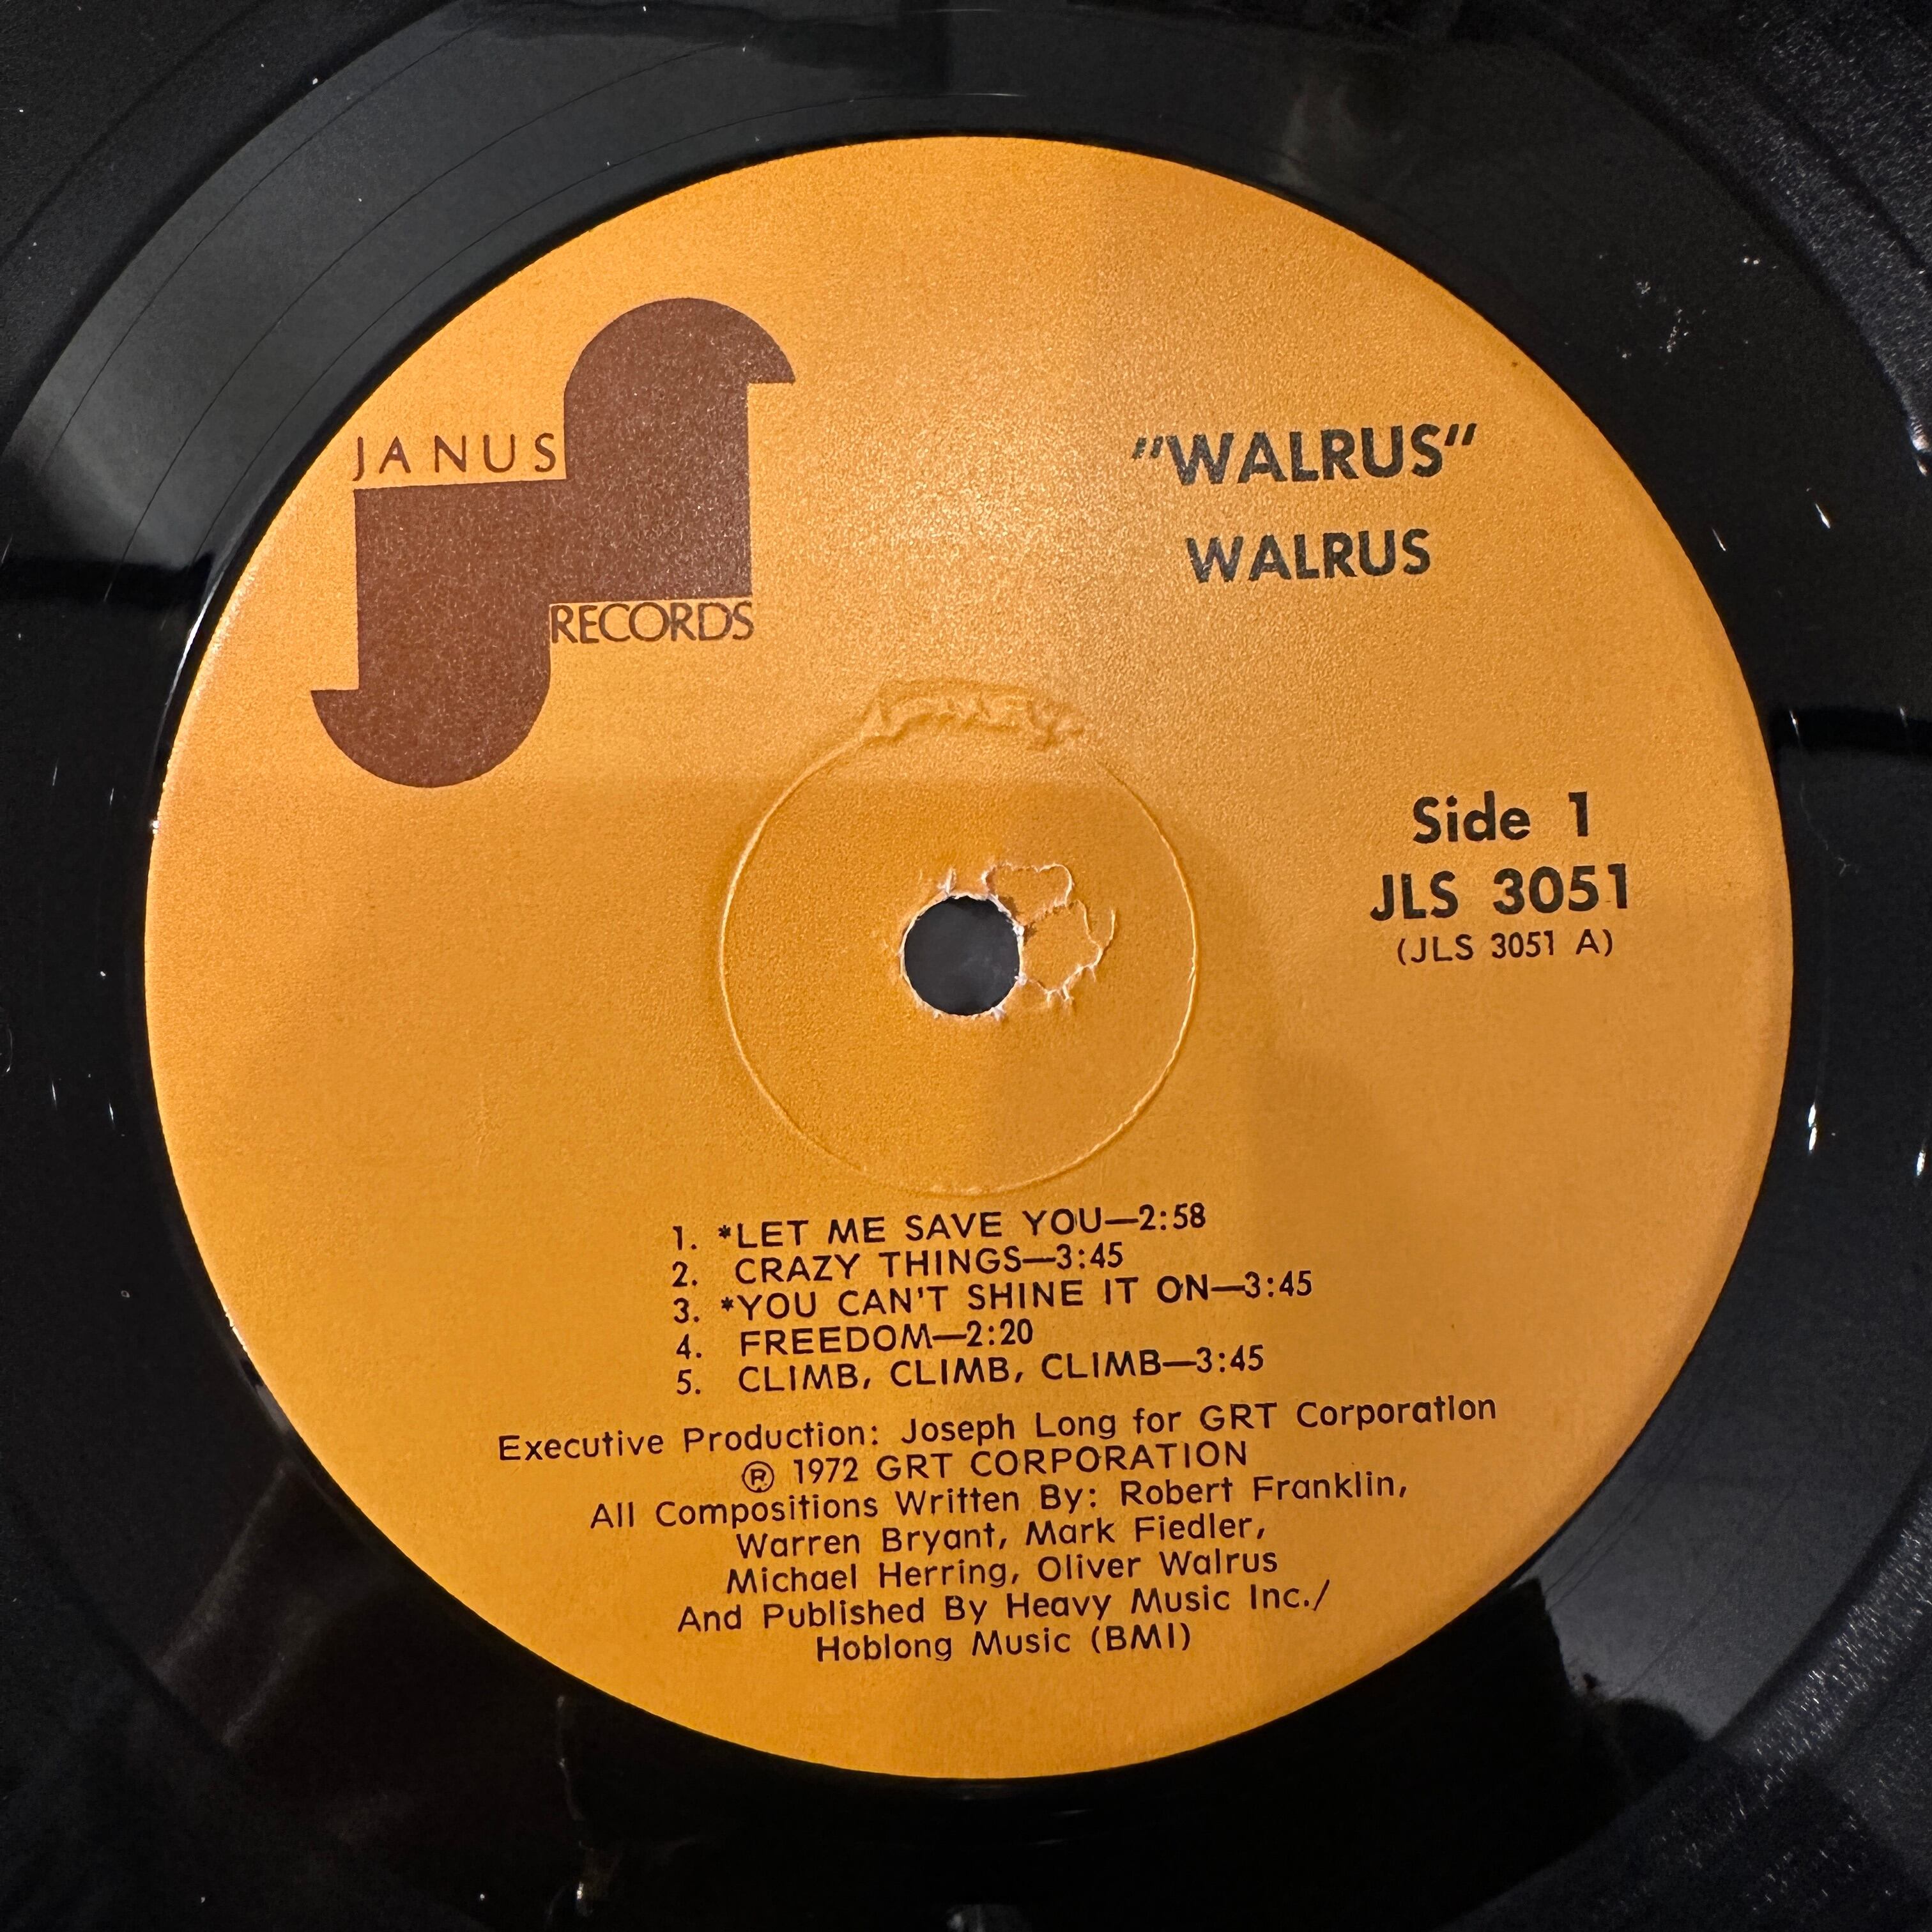 JANUS
RECORDS
"WALRUS"
WALRUS
Side 1
JLS 3051
(JLS 3051 A)
1. *LET ME SAVE YOU—2:58
2. CRAZY THINGS—3:45
3. *YOU CAN'T SHINE IT ON—3:45
4. FREEDOM—2:20
5. CLIMB, CLIMB, CLIMB—3:45
Executive Production: Joseph Long for GRT Corporation
® 1972 GRT CORPORATION
All Compositions Written By: Robert Franklin,
Warren Bryant, Mark Fiedler,
Michael Herring, Oliver Walrus
And Published By Heavy Music Inc./
Hoblong Music (BMI)